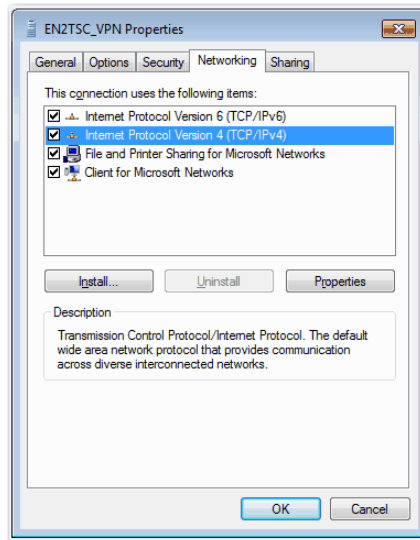 EN2TSC_VPN Properties
General Options Security Networking Sharing
This connection uses the following items:
Internet Protocol Version 6 (TCP/IPv6)
Internet Protocol Version 4 (TCP/IPv4)
File and Printer Sharing for Microsoft Networks
Client for Microsoft Networks
Install... Uninstall Properties
Description
Transmission Control Protocol/Internet Protocol. The default
wide area network protocol that provides communication
across diverse interconnected networks.
OK Cancel